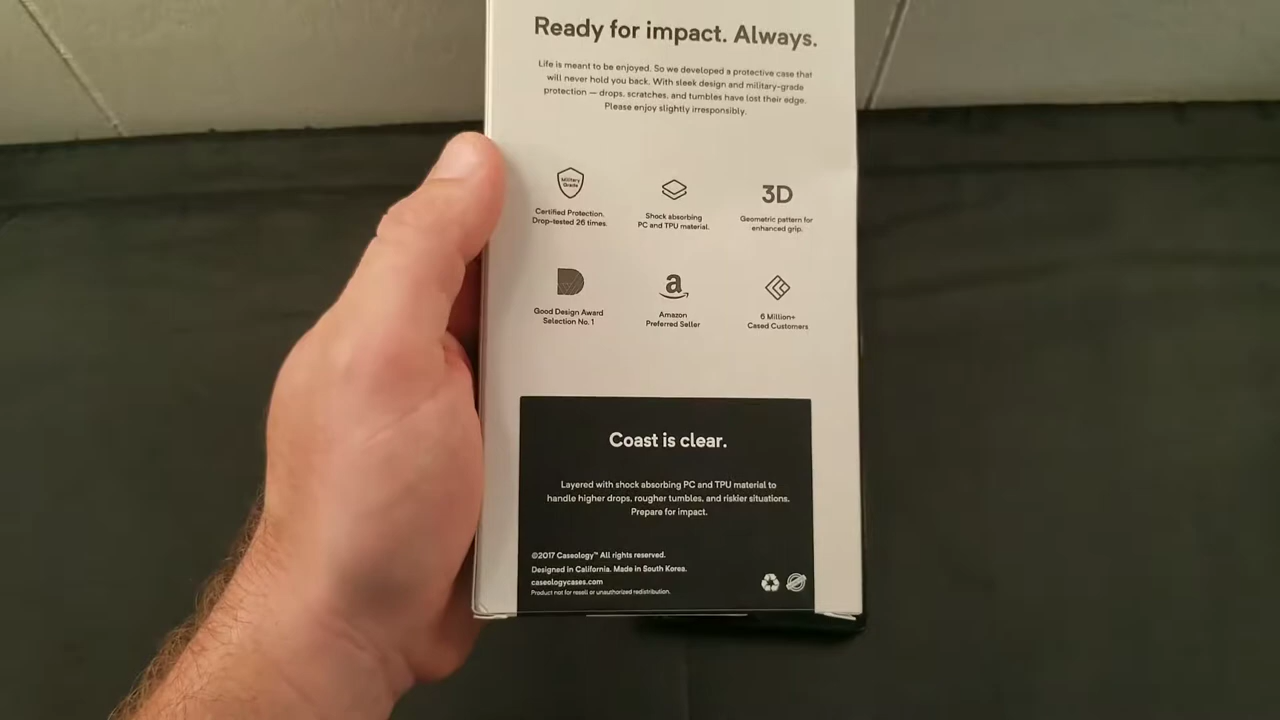 Ready for impact. Always.
Life is meant to be enjoyed. So we developed a protective case that
will never hold you back. With sleek design and military-grade
protection — drops, scratches, and tumbles have lost their edge.
Please enjoy slightly irresponsibly.
Military
Grade
Certified Protection.
Drop-tested 26 times.
Shock absorbing
PC and TPU material.
3D
Geometric pattern for
enhanced grip.
Good Design Award
Selection No. 1
a
Amazon
Preferred Seller
6 Million+
Cased Customers
Coast is clear.
Layered with shock absorbing PC and TPU material to
handle higher drops, rougher tumbles, and riskier situations.
Prepare for impact.
©2017 Caseology™ All rights reserved.
Designed in California. Made in South Korea.
caseologycases.com
Product not for resell or unauthorized redistribution.